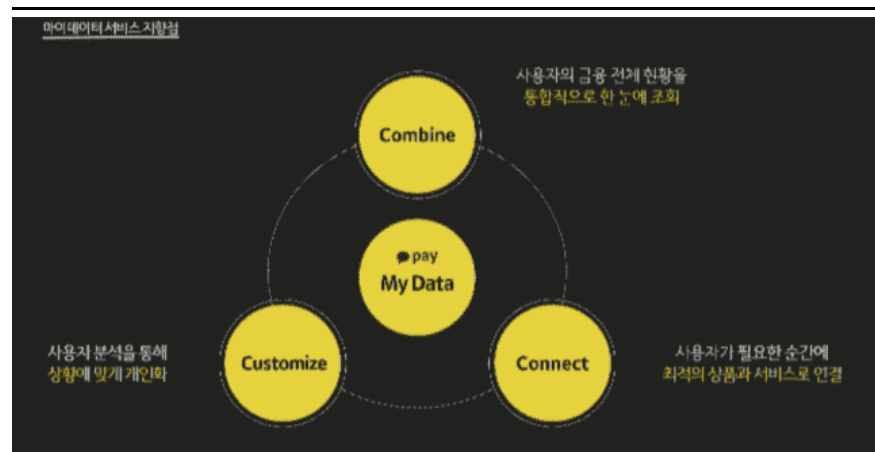 마이데이터 서비스 지향점
사용자의 금융 전체 현황을
통합적으로 한 눈에 조회
Combine
pay
My Data
사용자 분석을 통해
상황에 맞게 개인화
Customize
Connect
사용자가 필요한 순간에
최적의 상품과 서비스로 연결